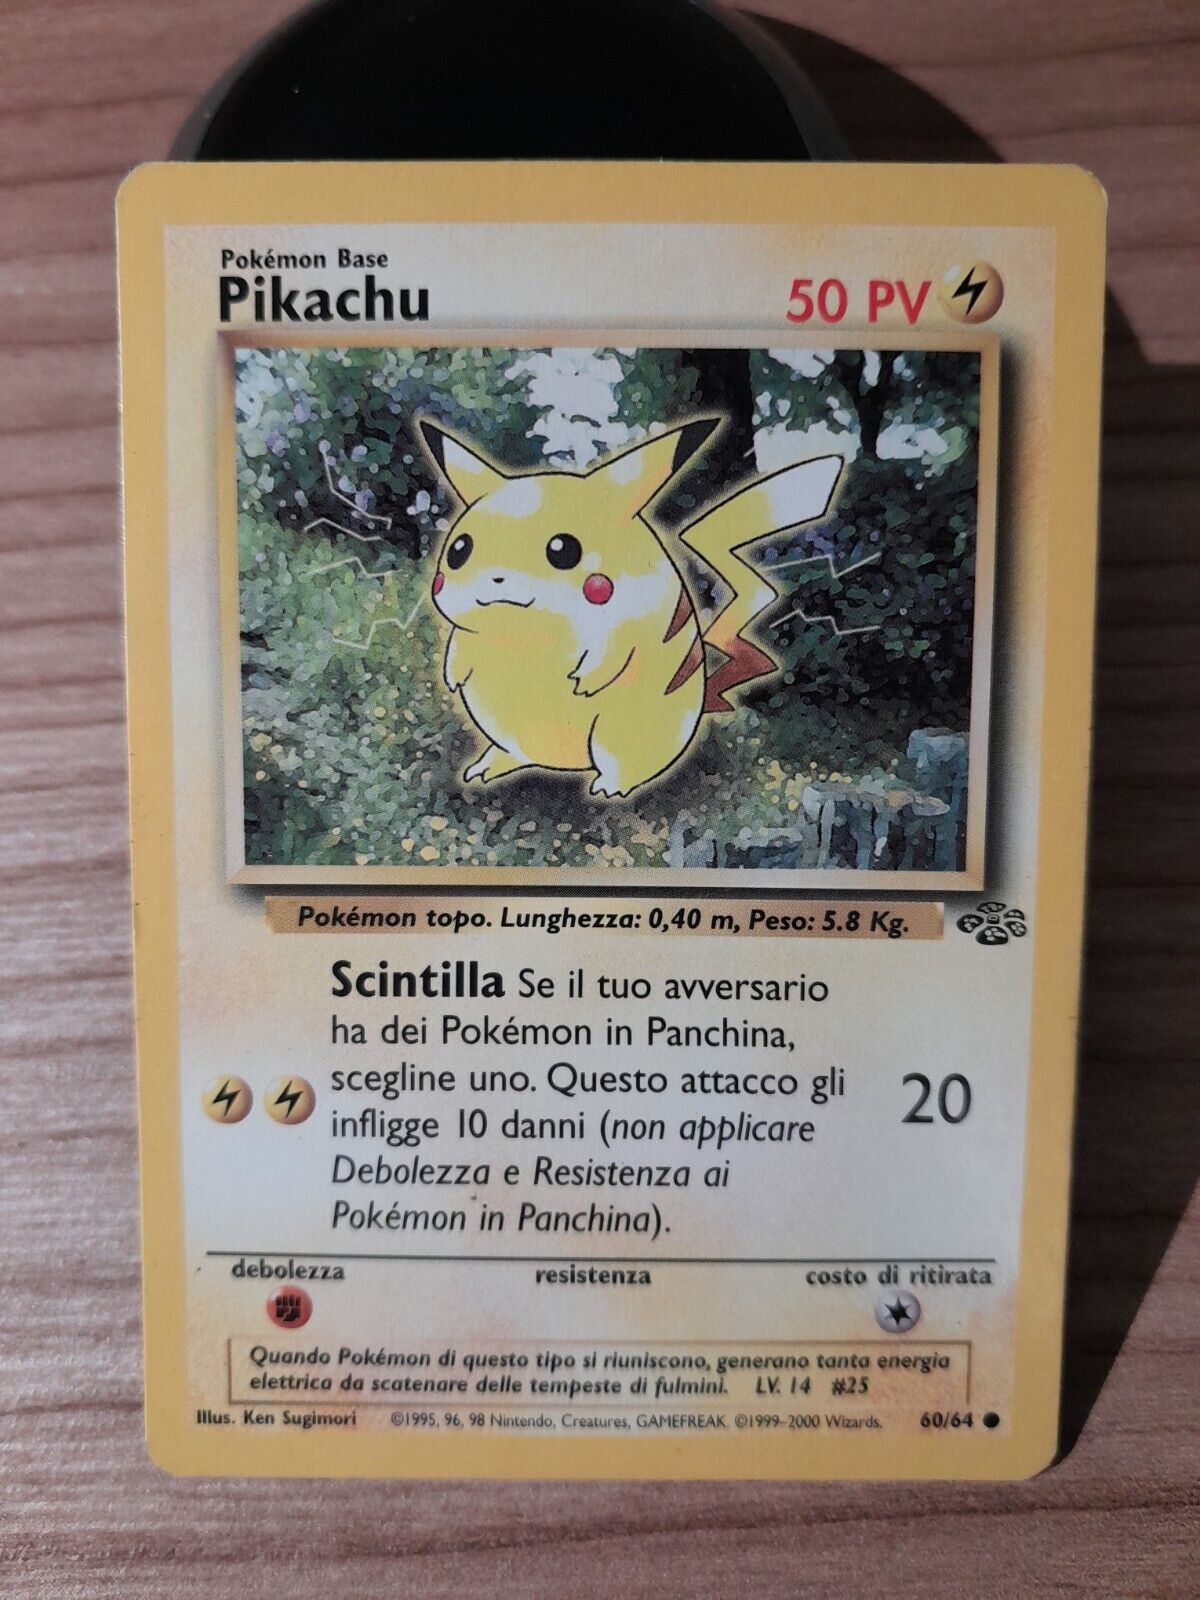 Pokémon Base
Pikachu
50 PV
Pokémon topo. Lunghezza: 0,40 m, Peso: 5.8 Kg.
Scintilla Se il tuo avversario
ha dei Pokémon in Panchina,
scegline uno. Questo attacco gli
infligge 10 danni (non applicare
Debolezza e Resistenza ai
Pokémon in Panchina).
20
debolezza resistenza costo di ritirata
Quando Pokémon di questo tipo si riuniscono, generano tanta energia
elettrica da scatenare delle tempeste di fulmini. LV. 14 #25
Illus. Ken Sugimori ©1995, 96, 98 Nintendo, Creatures, GAMEFREAK. ©1999-2000 Wizards. 60/64